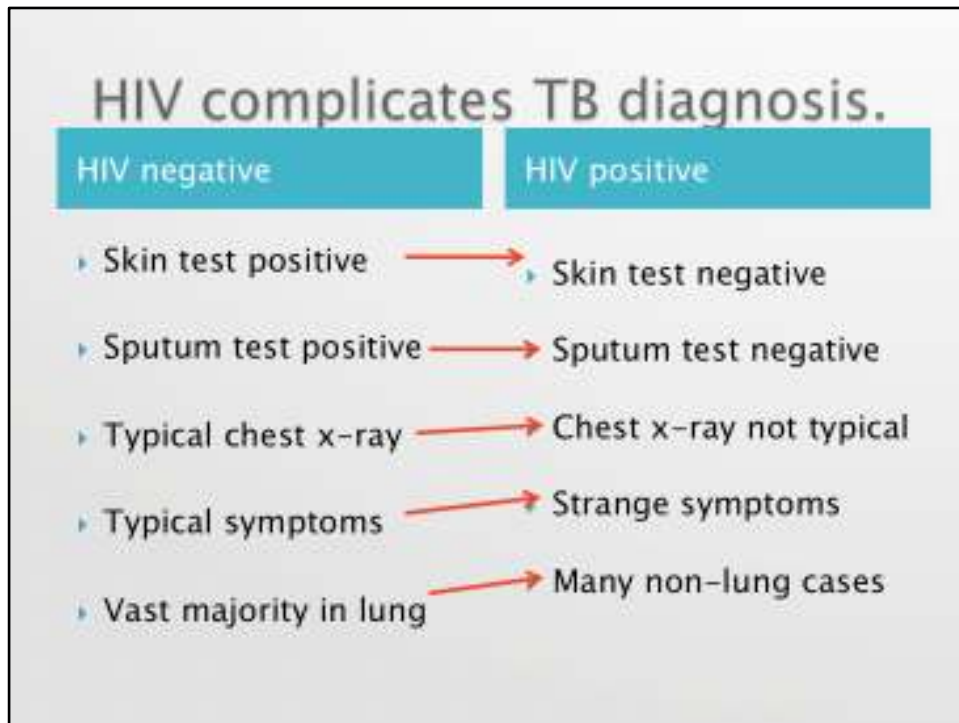 HIV complicates TB diagnosis.
HIV negative
HIV positive
Skin test positive
Skin test negative
Sputum test positive
Sputum test negative
Typical chest x-ray
Chest x-ray not typical
Typical symptoms
Strange symptoms
Vast majority in lung
Many non-lung cases